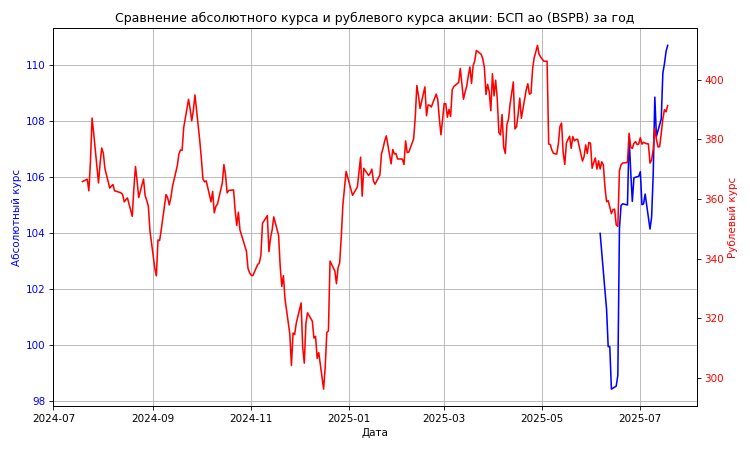 Сравнение абсолютного курса и рублевого курса акции: БСП ао (BSPB) за год
Абсолютный курс
110
108
106
104
102
100
98
400
380
360
340
320
300
Рублевый курс
2024-07 2024-09 2024-11 2025-01 2025-03 2025-05 2025-07
Дата